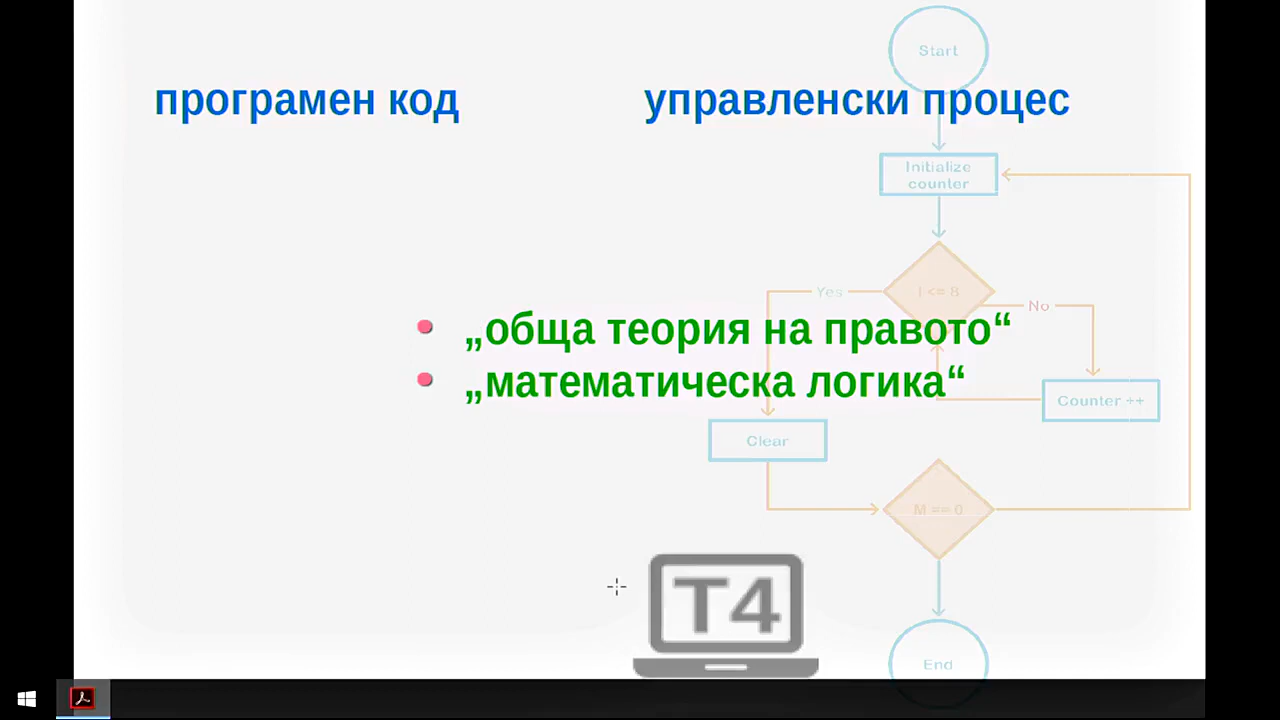 Start
програмен код
управленски процес
Initialize
counter
I <= 8
Yes
No
„обща теория на правото“
„математическа логика“
Counter ++
Clear
M == 0
T4
End